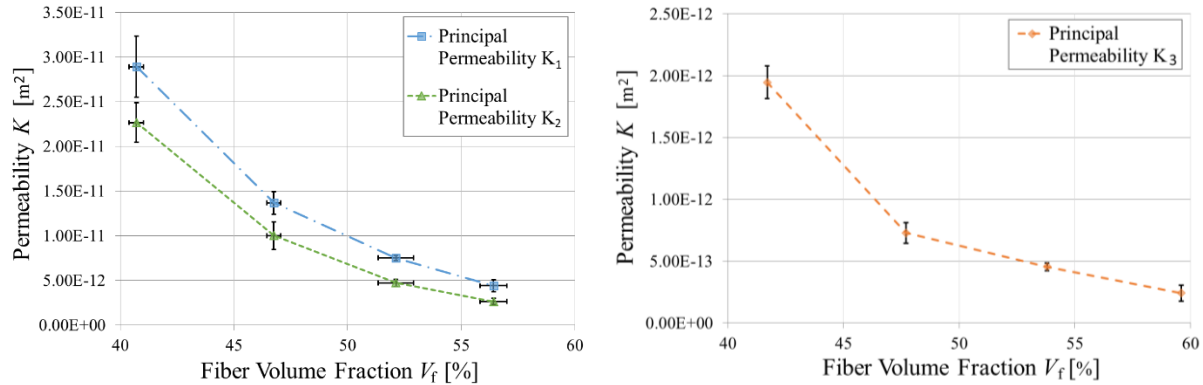 3.50E-11
3.00E-11
2.50E-11
2.00E-11
1.50E-11
1.00E-11
5.00E-12
0.00E+00
Permeability K [m²]
40 45 50 55 60
Fiber Volume Fraction Vf [%]
Principal
Permeability K₁
Principal
Permeability K₂
2.50E-12
2.00E-12
1.50E-12
1.00E-12
5.00E-13
0.00E+00
Permeability K [m²]
40 45 50 55 60
Fiber Volume Fraction Vf [%]
Principal
Permeability K₃